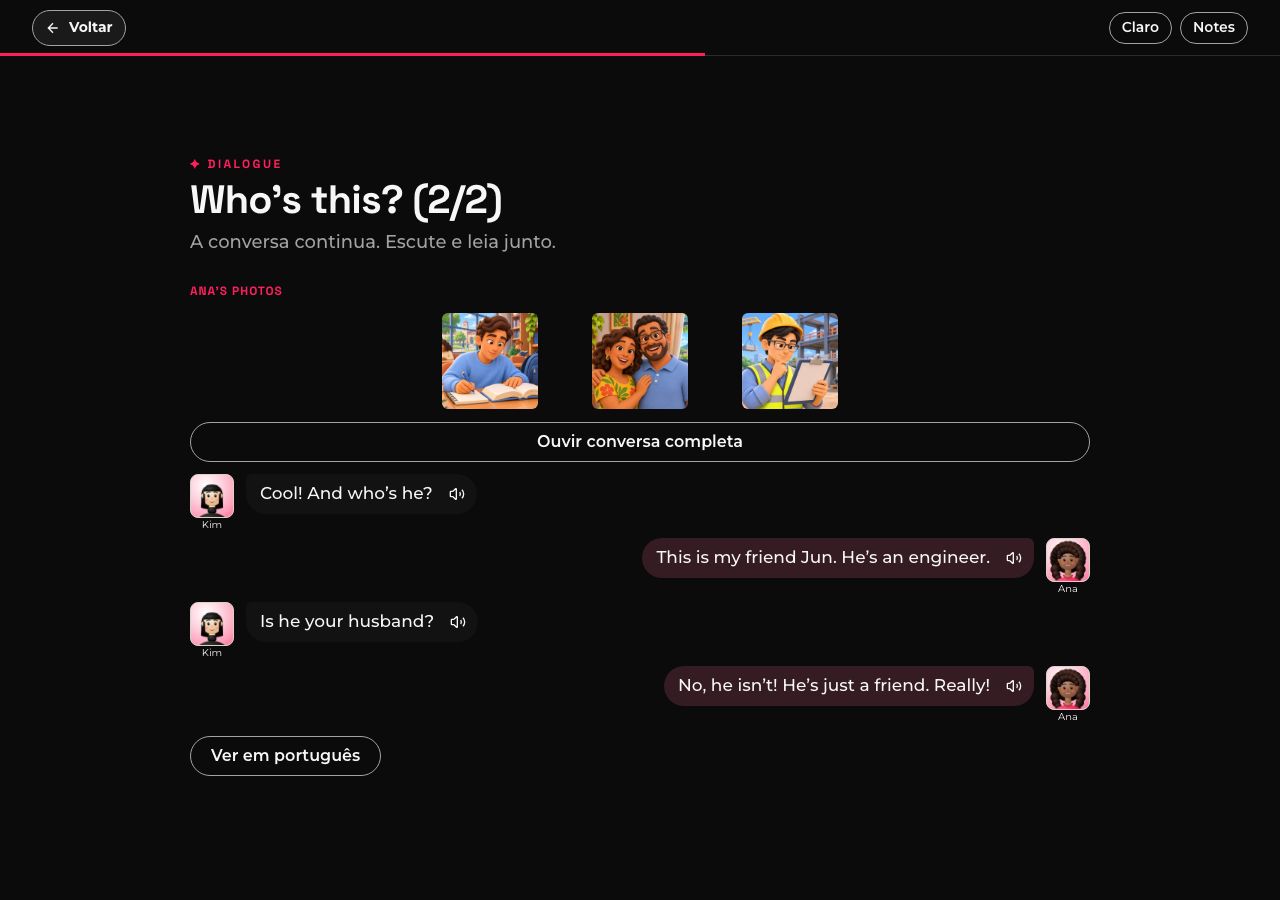 Voltar
Claro
Notes
DIALOGUE
Who's this? (2/2)
A conversa continua. Escute e leia junto.
ANA'S PHOTOS
Ouvir conversa completa
Cool! And who's he?
Kim
This is my friend Jun. He's an engineer.
Ana
Is he your husband?
Kim
No, he isn't! He's just a friend. Really!
Ana
Ver em português